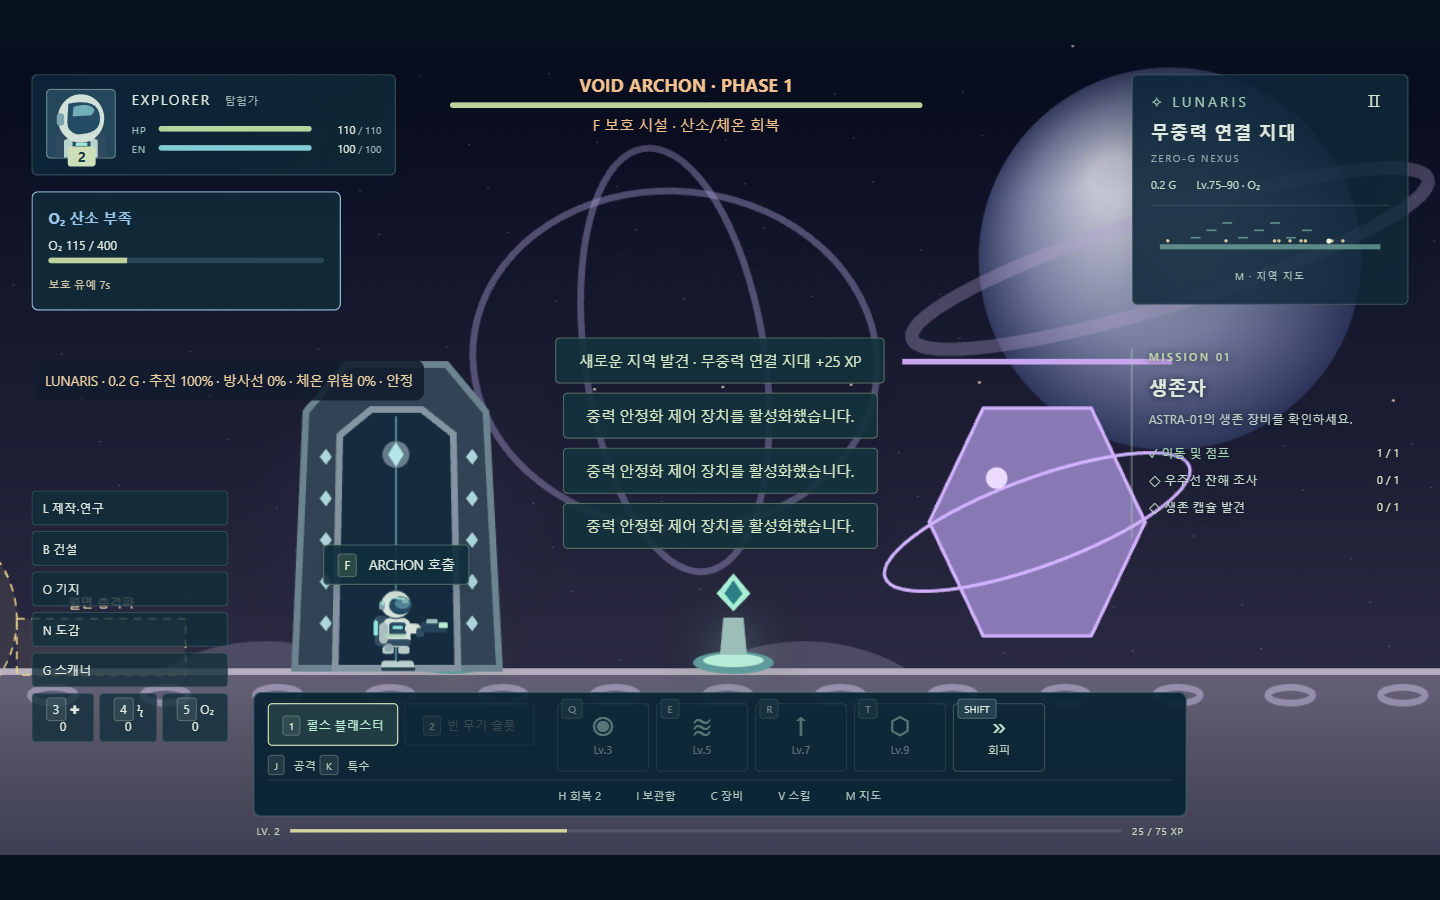 EXPLORER 탐험가
HP 110 / 110
EN 100 / 100
2
O₂ 산소 부족
O₂ 115 / 400
보호 유예 7s
VOID ARCHON · PHASE 1
F 보호 시설 · 산소/체온 회복
✧ LUNARIS
무중력 연결 지대
ZERO-G NEXUS
0.2 G Lv.75–90 · O₂
M · 지역 지도
LUNARIS · 0.2 G · 추진 100% · 방사선 0% · 체온 위험 0% · 안정
새로운 지역 발견 · 무중력 연결 지대 +25 XP
중력 안정화 제어 장치를 활성화했습니다.
중력 안정화 제어 장치를 활성화했습니다.
중력 안정화 제어 장치를 활성화했습니다.
MISSION 01
생존자
ASTRA-01의 생존 장비를 확인하세요.
✓ 이동 및 점프 1 / 1
◇ 우주선 잔해 조사 0 / 1
◇ 생존 캡슐 발견 0 / 1
F ARCHON 호출
L 제작·연구
B 건설
O 기지
월면 충격파
N 도감
G 스캐너
3 ✚ 0
4 0
5 O₂ 0
1 펄스 블래스터
2 빈 무기 슬롯
J 공격 K 특수
Q Lv.3
E Lv.5
R Lv.7
T Lv.9
SHIFT » 회피
H 회복 2 I 보관함 C 장비 V 스킬 M 지도
LV. 2 25 / 75 XP